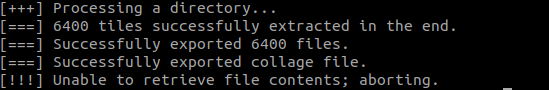 [+++] Processing a directory...
[===] 6400 tiles successfully extracted in the end.
[===] Successfully exported 6400 files.
[===] Successfully exported collage file.
[!!!] Unable to retrieve file contents; aborting.